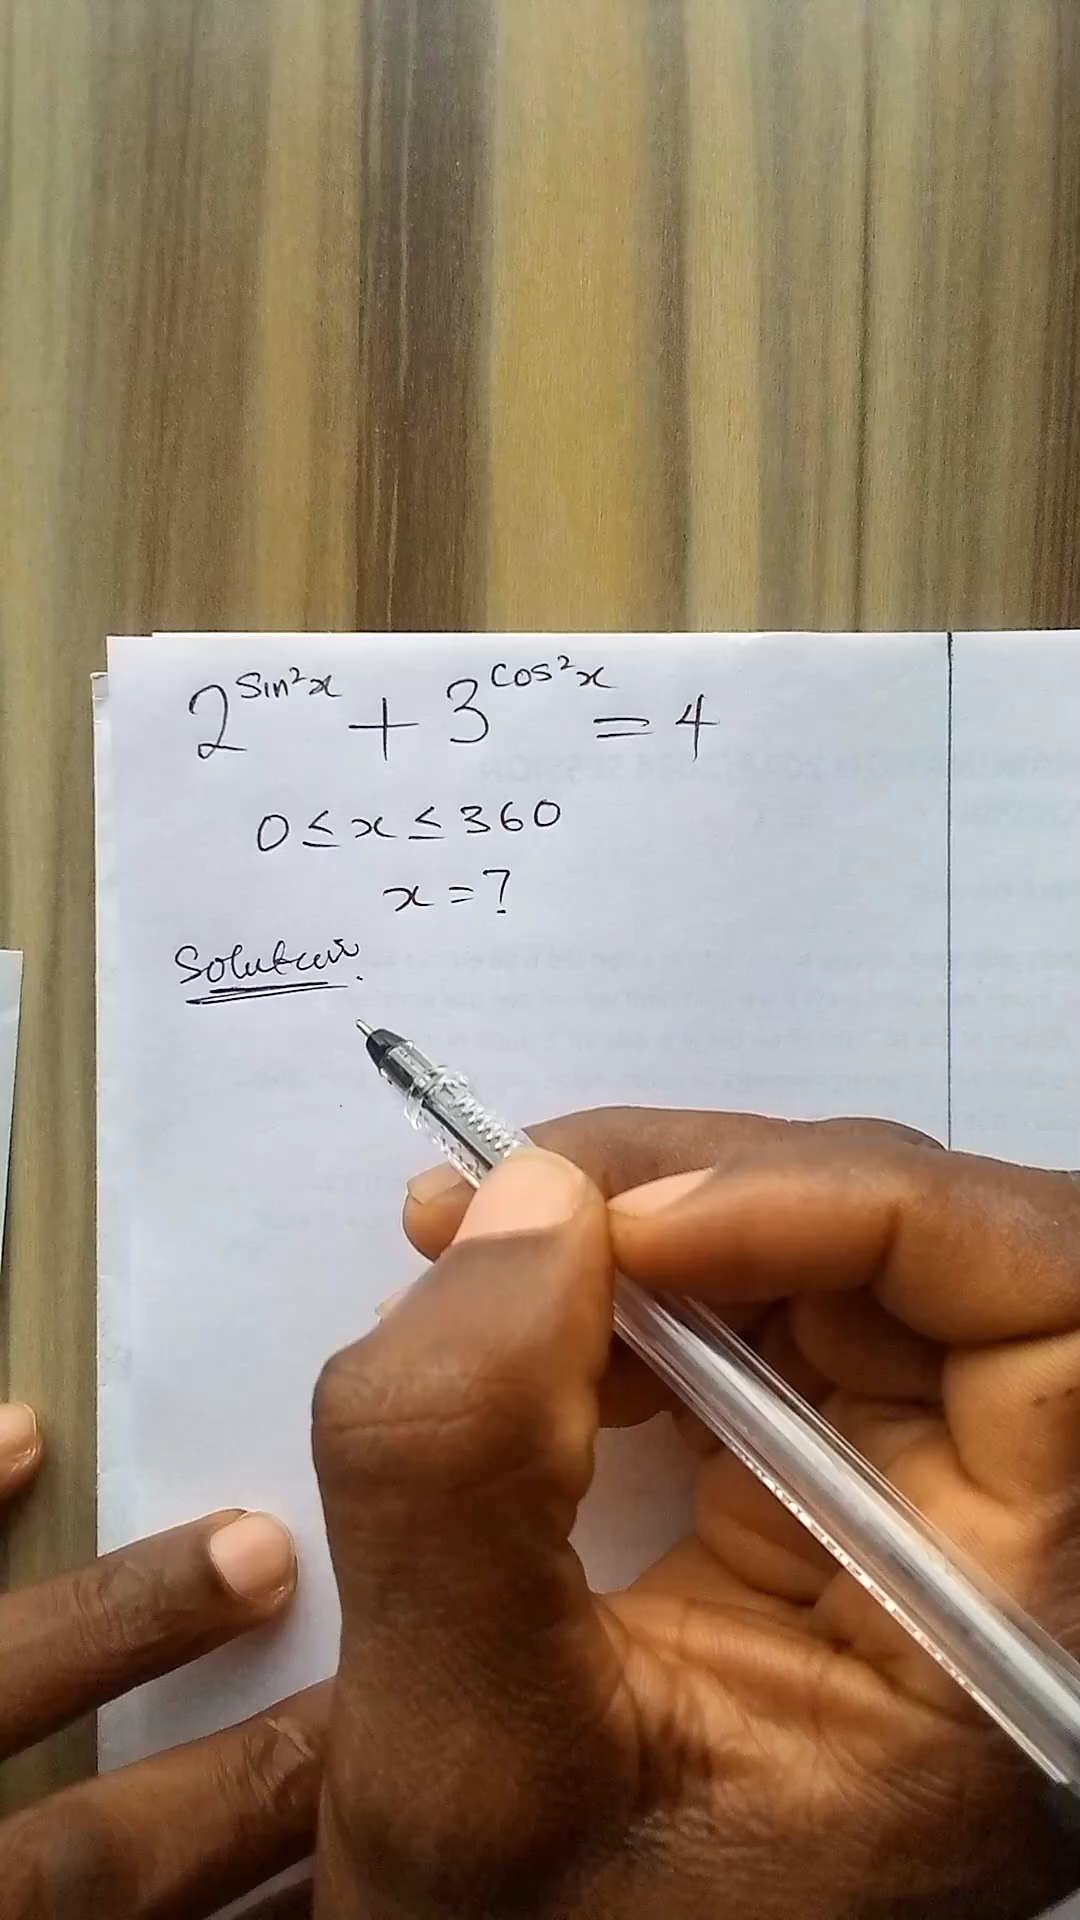 2^sin²x + 3^cos²x = 4
0 ≤ x ≤ 360
x = ?
Solution.